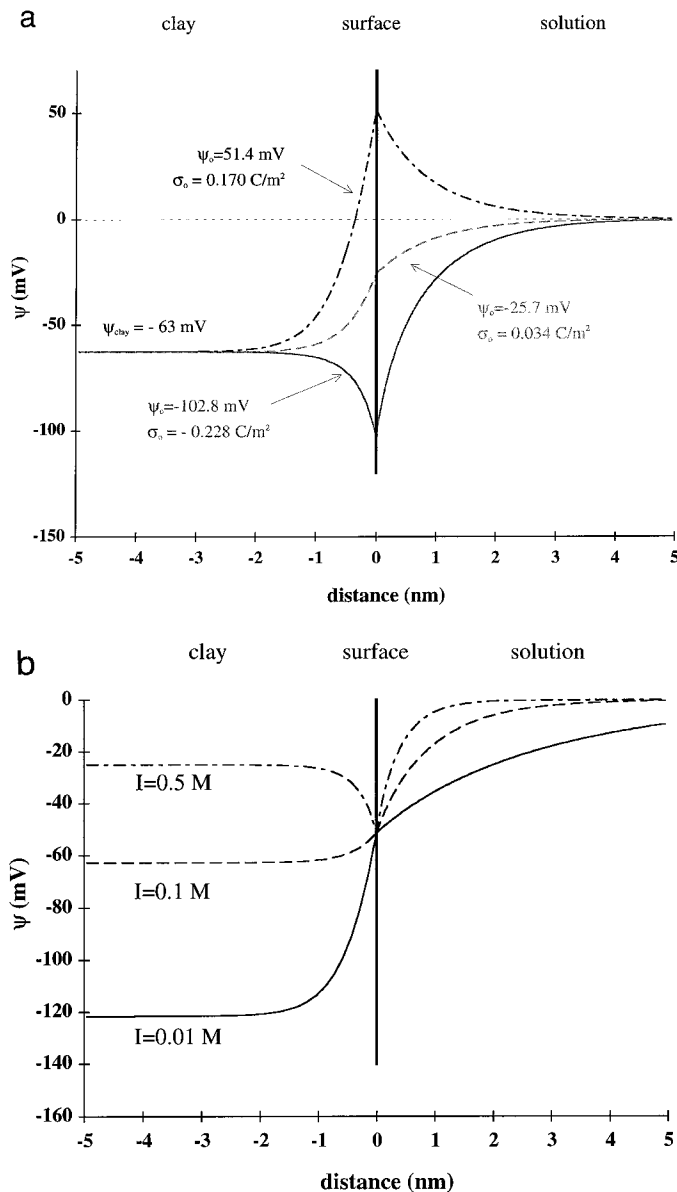 a
clay surface solution
50
ψₒ=51.4 mV
σₒ = 0.170 C/m²
0
ψ (mV)
-50
ψclay = - 63 mV
ψₒ=-25.7 mV
σₒ = 0.034 C/m²
ψₒ=-102.8 mV
σₒ = - 0.228 C/m²
-100
-150
-5 -4 -3 -2 -1 0 1 2 3 4 5
distance (nm)
b
clay surface solution
0
-20
I=0.5 M
-40
-60
ψ (mV)
I=0.1 M
-80
-100
-120
I=0.01 M
-140
-160
-5 -4 -3 -2 -1 0 1 2 3 4 5
distance (nm)